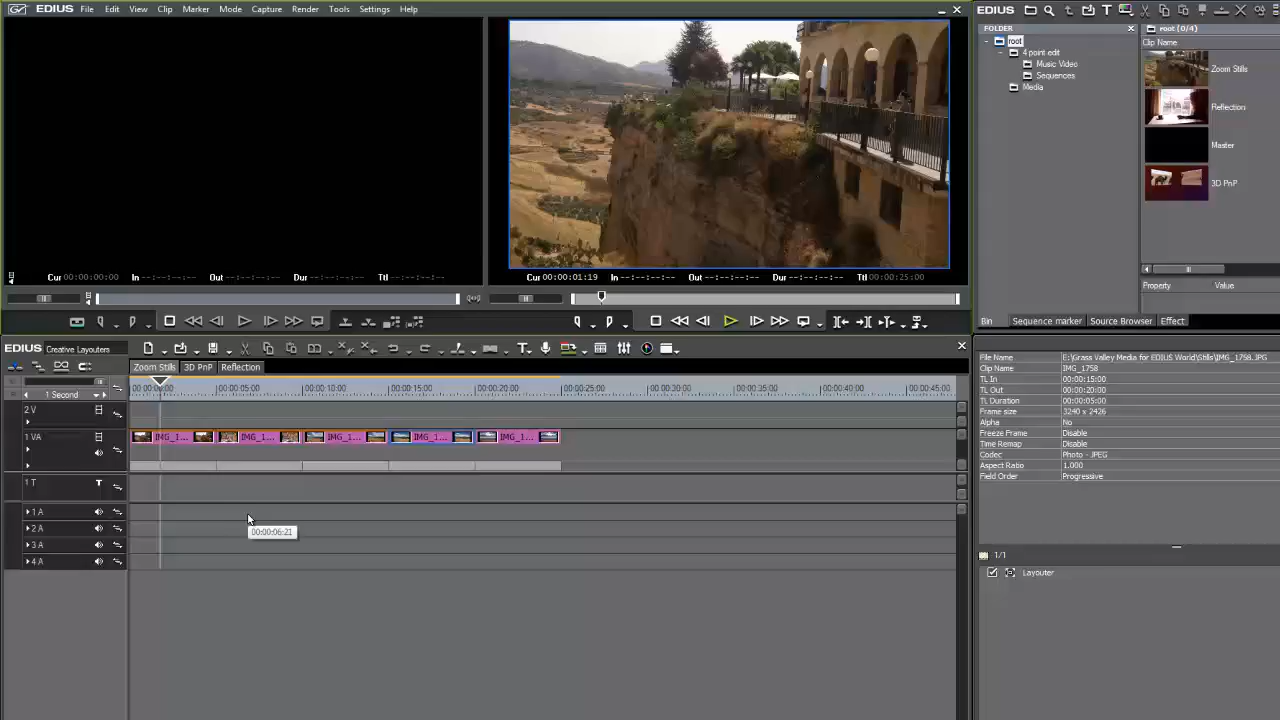 EDIUS File Edit View Clip Marker Mode Capture Render Tools Settings Help
EDIUS
FOLDER
root
4 point edit
Music Video
Sequences
Media
root (0/4)
Clip Name
Zoom Stills
Reflection
Master
3D PnP
Property Value
Bin Sequence marker Source Browser Effect
Cur 00:00:00:00 In --:--:--:-- Out --:--:--:-- Dur --:--:--:-- Ttl --:--:--:--
Cur 00:00:01:19 In --:--:--:-- Out --:--:--:-- Dur --:--:--:-- Ttl 00:00:25:00
EDIUS Creative Layouters
Zoom Stills 3D PnP Reflection
1 Second
00:00:00:00 00:00:05:00 00:00:10:00 00:00:15:00 00:00:20:00 00:00:25:00 00:00:30:00 00:00:35:00 00:00:40:00 00:00:45:00
2 V
1 VA
IMG_1... IMG_1... IMG_1... IMG_1... IMG_1...
1 T T
1 A
2 A
3 A
4 A
00:00:06:21
File Name E:\Grass Valley Media for EDIUS World\Stills\IMG_1758.JPG
Clip Name IMG_1758
TL In 00:00:15:00
TL Out 00:00:20:00
TL Duration 00:00:05:00
Frame size 3240 x 2426
Alpha No
Freeze Frame Disable
Time Remap Disable
Codec Photo - JPEG
Aspect Ratio 1.000
Field Order Progressive
1/1
Layouter